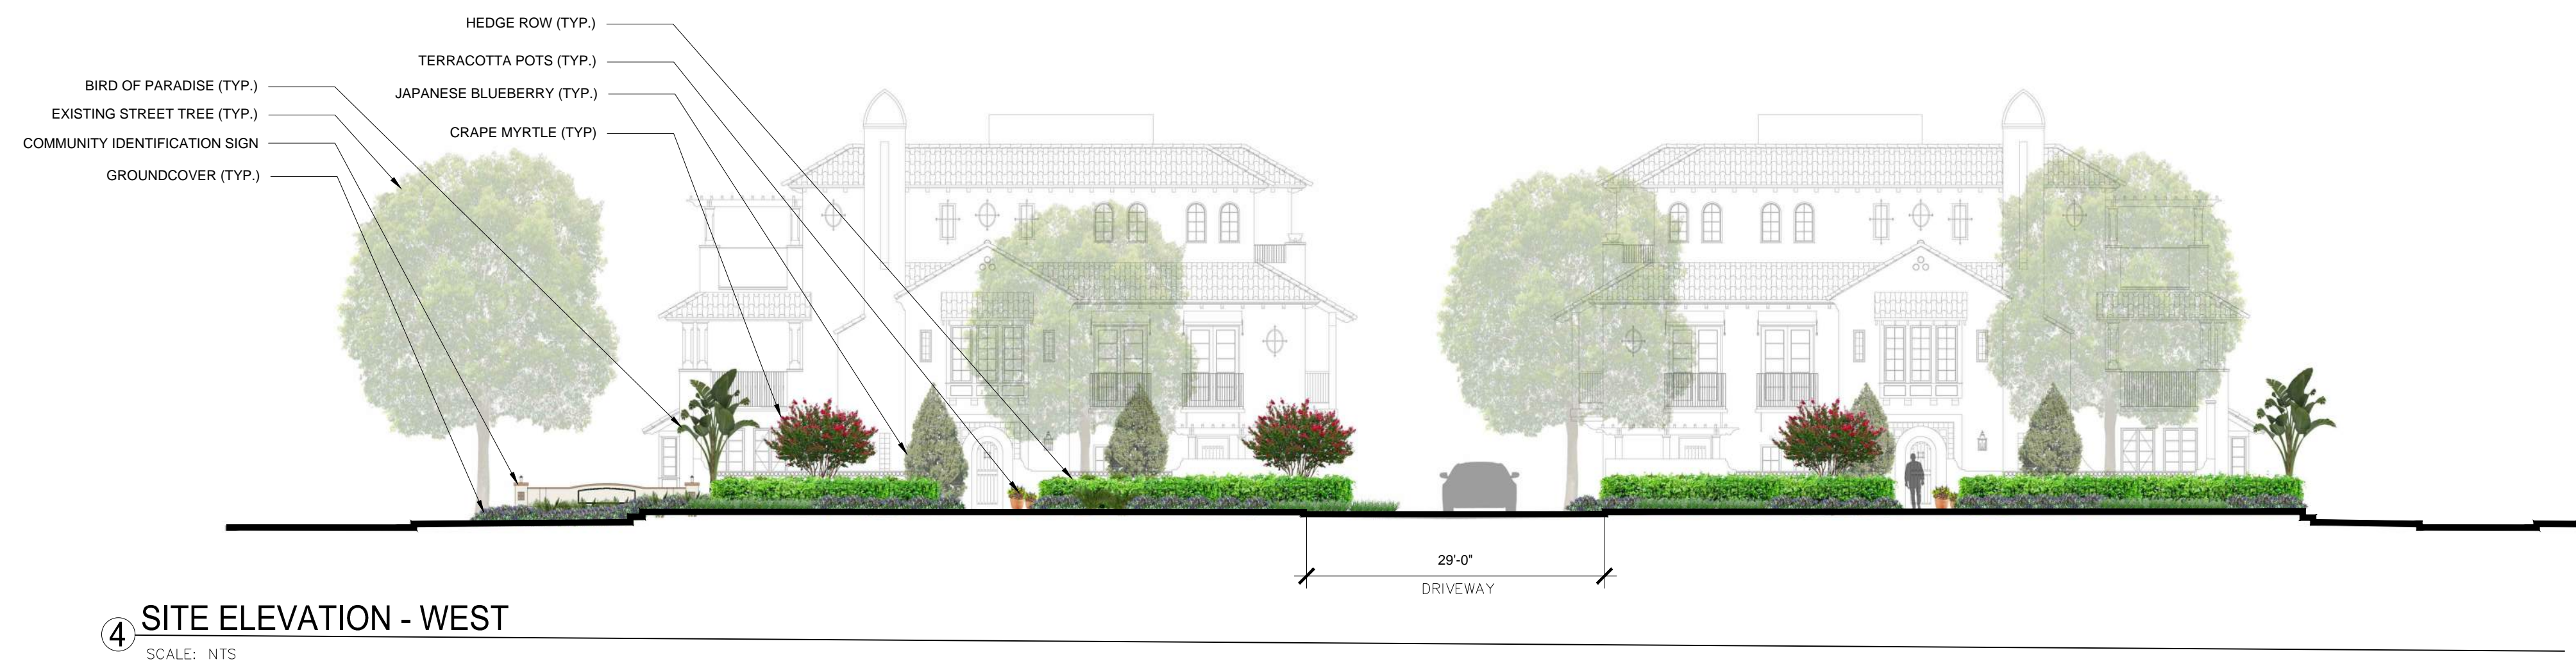 HEDGE ROW (TYP.)
TERRACOTTA POTS (TYP.)
JAPANESE BLUEBERRY (TYP.)
CRAPE MYRTLE (TYP)
BIRD OF PARADISE (TYP.)
EXISTING STREET TREE (TYP.)
COMMUNITY IDENTIFICATION SIGN
GROUNDCOVER (TYP.)
29'-0"
DRIVEWAY
4 SITE ELEVATION - WEST
SCALE: NTS